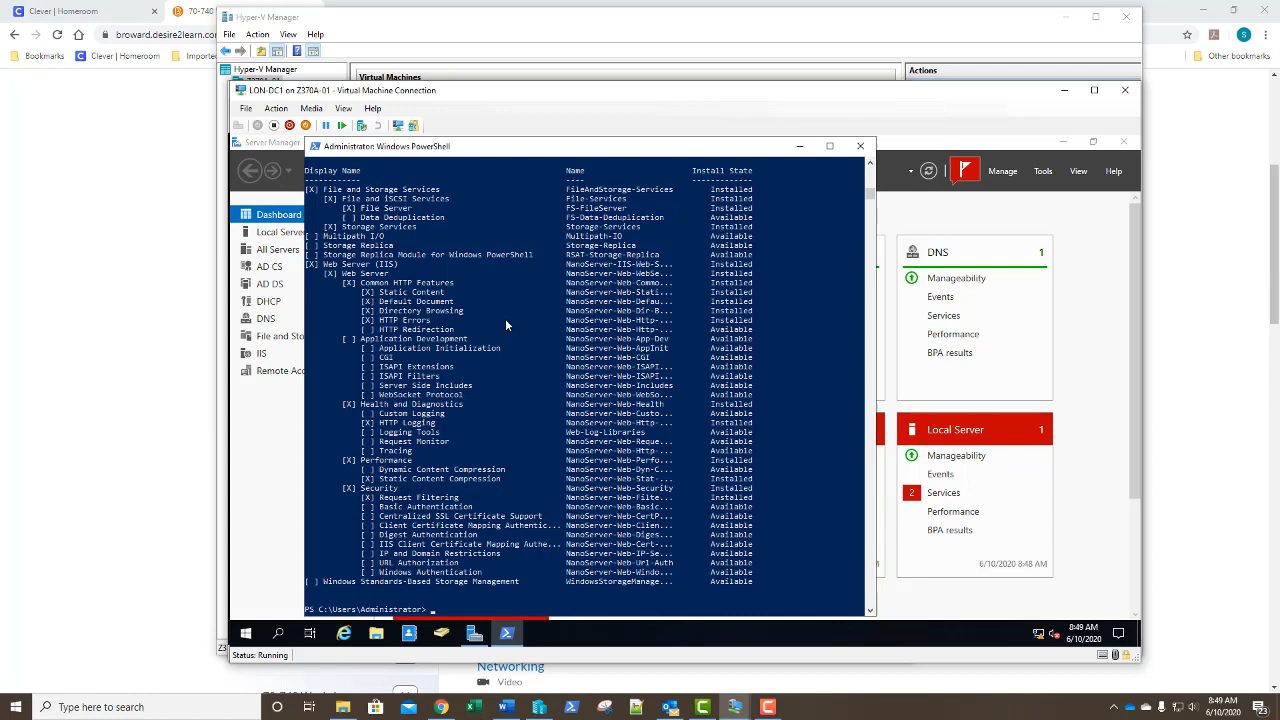 Clever | Homeroom
70-740
broward.desire2learn.com
Bookmarks
Clever | Homeroom
Imported
Other bookmarks
S
Hyper-V Manager
File Action View Help
Hyper-V Manager
Virtual Machines
Actions
LON-DC1 on Z370A-01 - Virtual Machine Connection
File Action Media View Help
Server Manager
Manage Tools View Help
Administrator: Windows PowerShell
Dashboard
Local Server
All Servers
AD CS
AD DS
DHCP
DNS
File and Sto
IIS
Remote Acc
Display Name Name Install State
------------ ---- -------------
[X] File and Storage Services FileAndStorage-Services Installed
[X] File and iSCSI Services File-Services Installed
[X] File Server FS-FileServer Installed
[ ] Data Deduplication FS-Data-Deduplication Available
[X] Storage Services Storage-Services Installed
[ ] Multipath I/O Multipath-IO Available
[ ] Storage Replica Storage-Replica Available
[ ] Storage Replica Module for Windows PowerShell RSAT-Storage-Replica Available
[X] Web Server (IIS) NanoServer-IIS-Web-S... Installed
[X] Web Server NanoServer-Web-WebSe... Installed
[X] Common HTTP Features NanoServer-Web-Commo... Installed
[X] Static Content NanoServer-Web-Stati... Installed
[X] Default Document NanoServer-Web-Defau... Installed
[X] Directory Browsing NanoServer-Web-Dir-B... Installed
[X] HTTP Errors NanoServer-Web-Http-... Installed
[ ] HTTP Redirection NanoServer-Web-Http-... Available
[ ] Application Development NanoServer-Web-App-Dev Available
[ ] Application Initialization NanoServer-Web-AppInit Available
[ ] CGI NanoServer-Web-CGI Available
[ ] ISAPI Extensions NanoServer-Web-ISAPI... Available
[ ] ISAPI Filters NanoServer-Web-ISAPI... Available
[ ] Server Side Includes NanoServer-Web-Includes Available
[ ] WebSocket Protocol NanoServer-Web-WebSo... Available
[X] Health and Diagnostics NanoServer-Web-Health Installed
[ ] Custom Logging NanoServer-Web-Custo... Available
[X] HTTP Logging NanoServer-Web-Http-... Installed
[ ] Logging Tools Web-Log-Libraries Available
[ ] Request Monitor NanoServer-Web-Reque... Available
[ ] Tracing NanoServer-Web-Http-... Available
[X] Performance NanoServer-Web-Perfo... Installed
[ ] Dynamic Content Compression NanoServer-Web-Dyn-C... Available
[X] Static Content Compression NanoServer-Web-Stat-... Installed
[X] Security NanoServer-Web-Security Installed
[X] Request Filtering NanoServer-Web-Filte... Installed
[ ] Basic Authentication NanoServer-Web-Basic... Available
[ ] Centralized SSL Certificate Support NanoServer-Web-CertP... Available
[ ] Client Certificate Mapping Authentic... NanoServer-Web-Clien... Available
[ ] Digest Authentication NanoServer-Web-Diges... Available
[ ] IIS Client Certificate Mapping Authe... NanoServer-Web-Cert-... Available
[ ] IP and Domain Restrictions NanoServer-Web-IP-Se... Available
[ ] URL Authorization NanoServer-Web-Url-Auth Available
[ ] Windows Authentication NanoServer-Web-Windo... Available
[ ] Windows Standards-Based Storage Management WindowsStorageManage... Available
PS C:\Users\Administrator> _
DNS 1
Manageability
Events
Services
Performance
BPA results
Local Server 1
Manageability
Events
2 Services
Performance
BPA results
6/10/2020 8:48 AM
8:49 AM
6/10/2020
Status: Running
Networking
Video
Type here to search
8:49 AM
6/10/2020